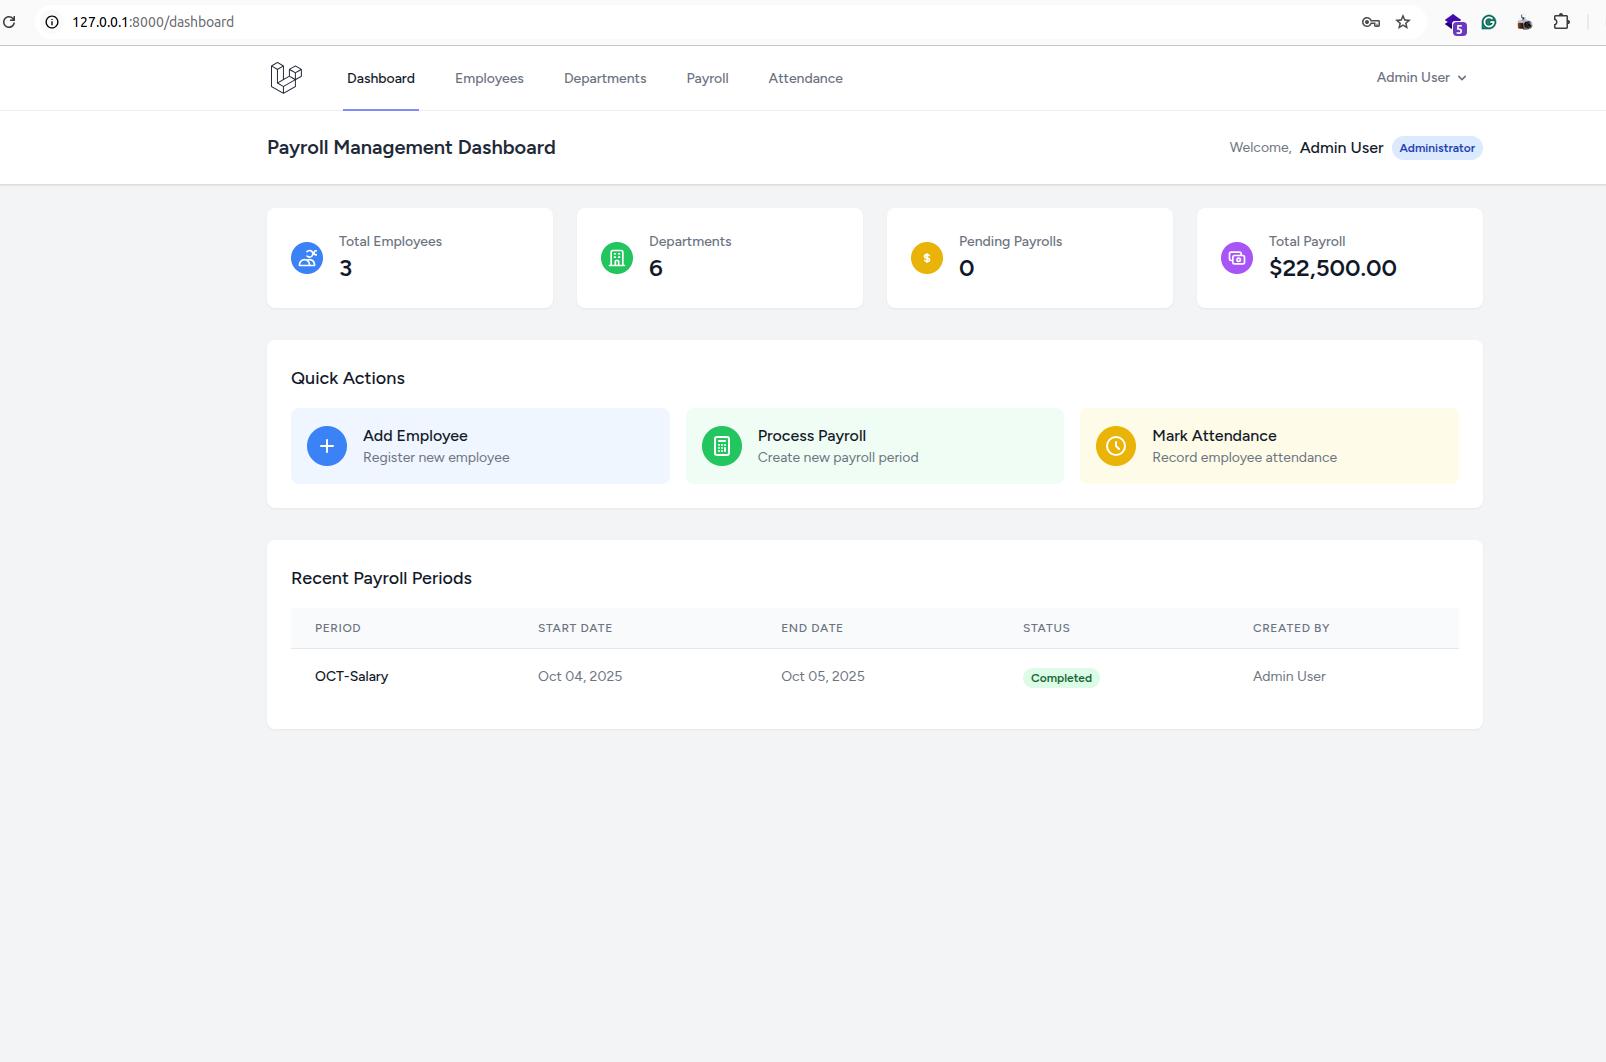 127.0.0.1:8000/dashboard
5
Dashboard Employees Departments Payroll Attendance Admin User
Payroll Management Dashboard Welcome, Admin User Administrator
Total Employees
3
Departments
6
Pending Payrolls
0
$
Total Payroll
$22,500.00
Quick Actions
Add Employee
Register new employee
Process Payroll
Create new payroll period
Mark Attendance
Record employee attendance
Recent Payroll Periods
PERIOD START DATE END DATE STATUS CREATED BY
OCT-Salary Oct 04, 2025 Oct 05, 2025 Completed Admin User